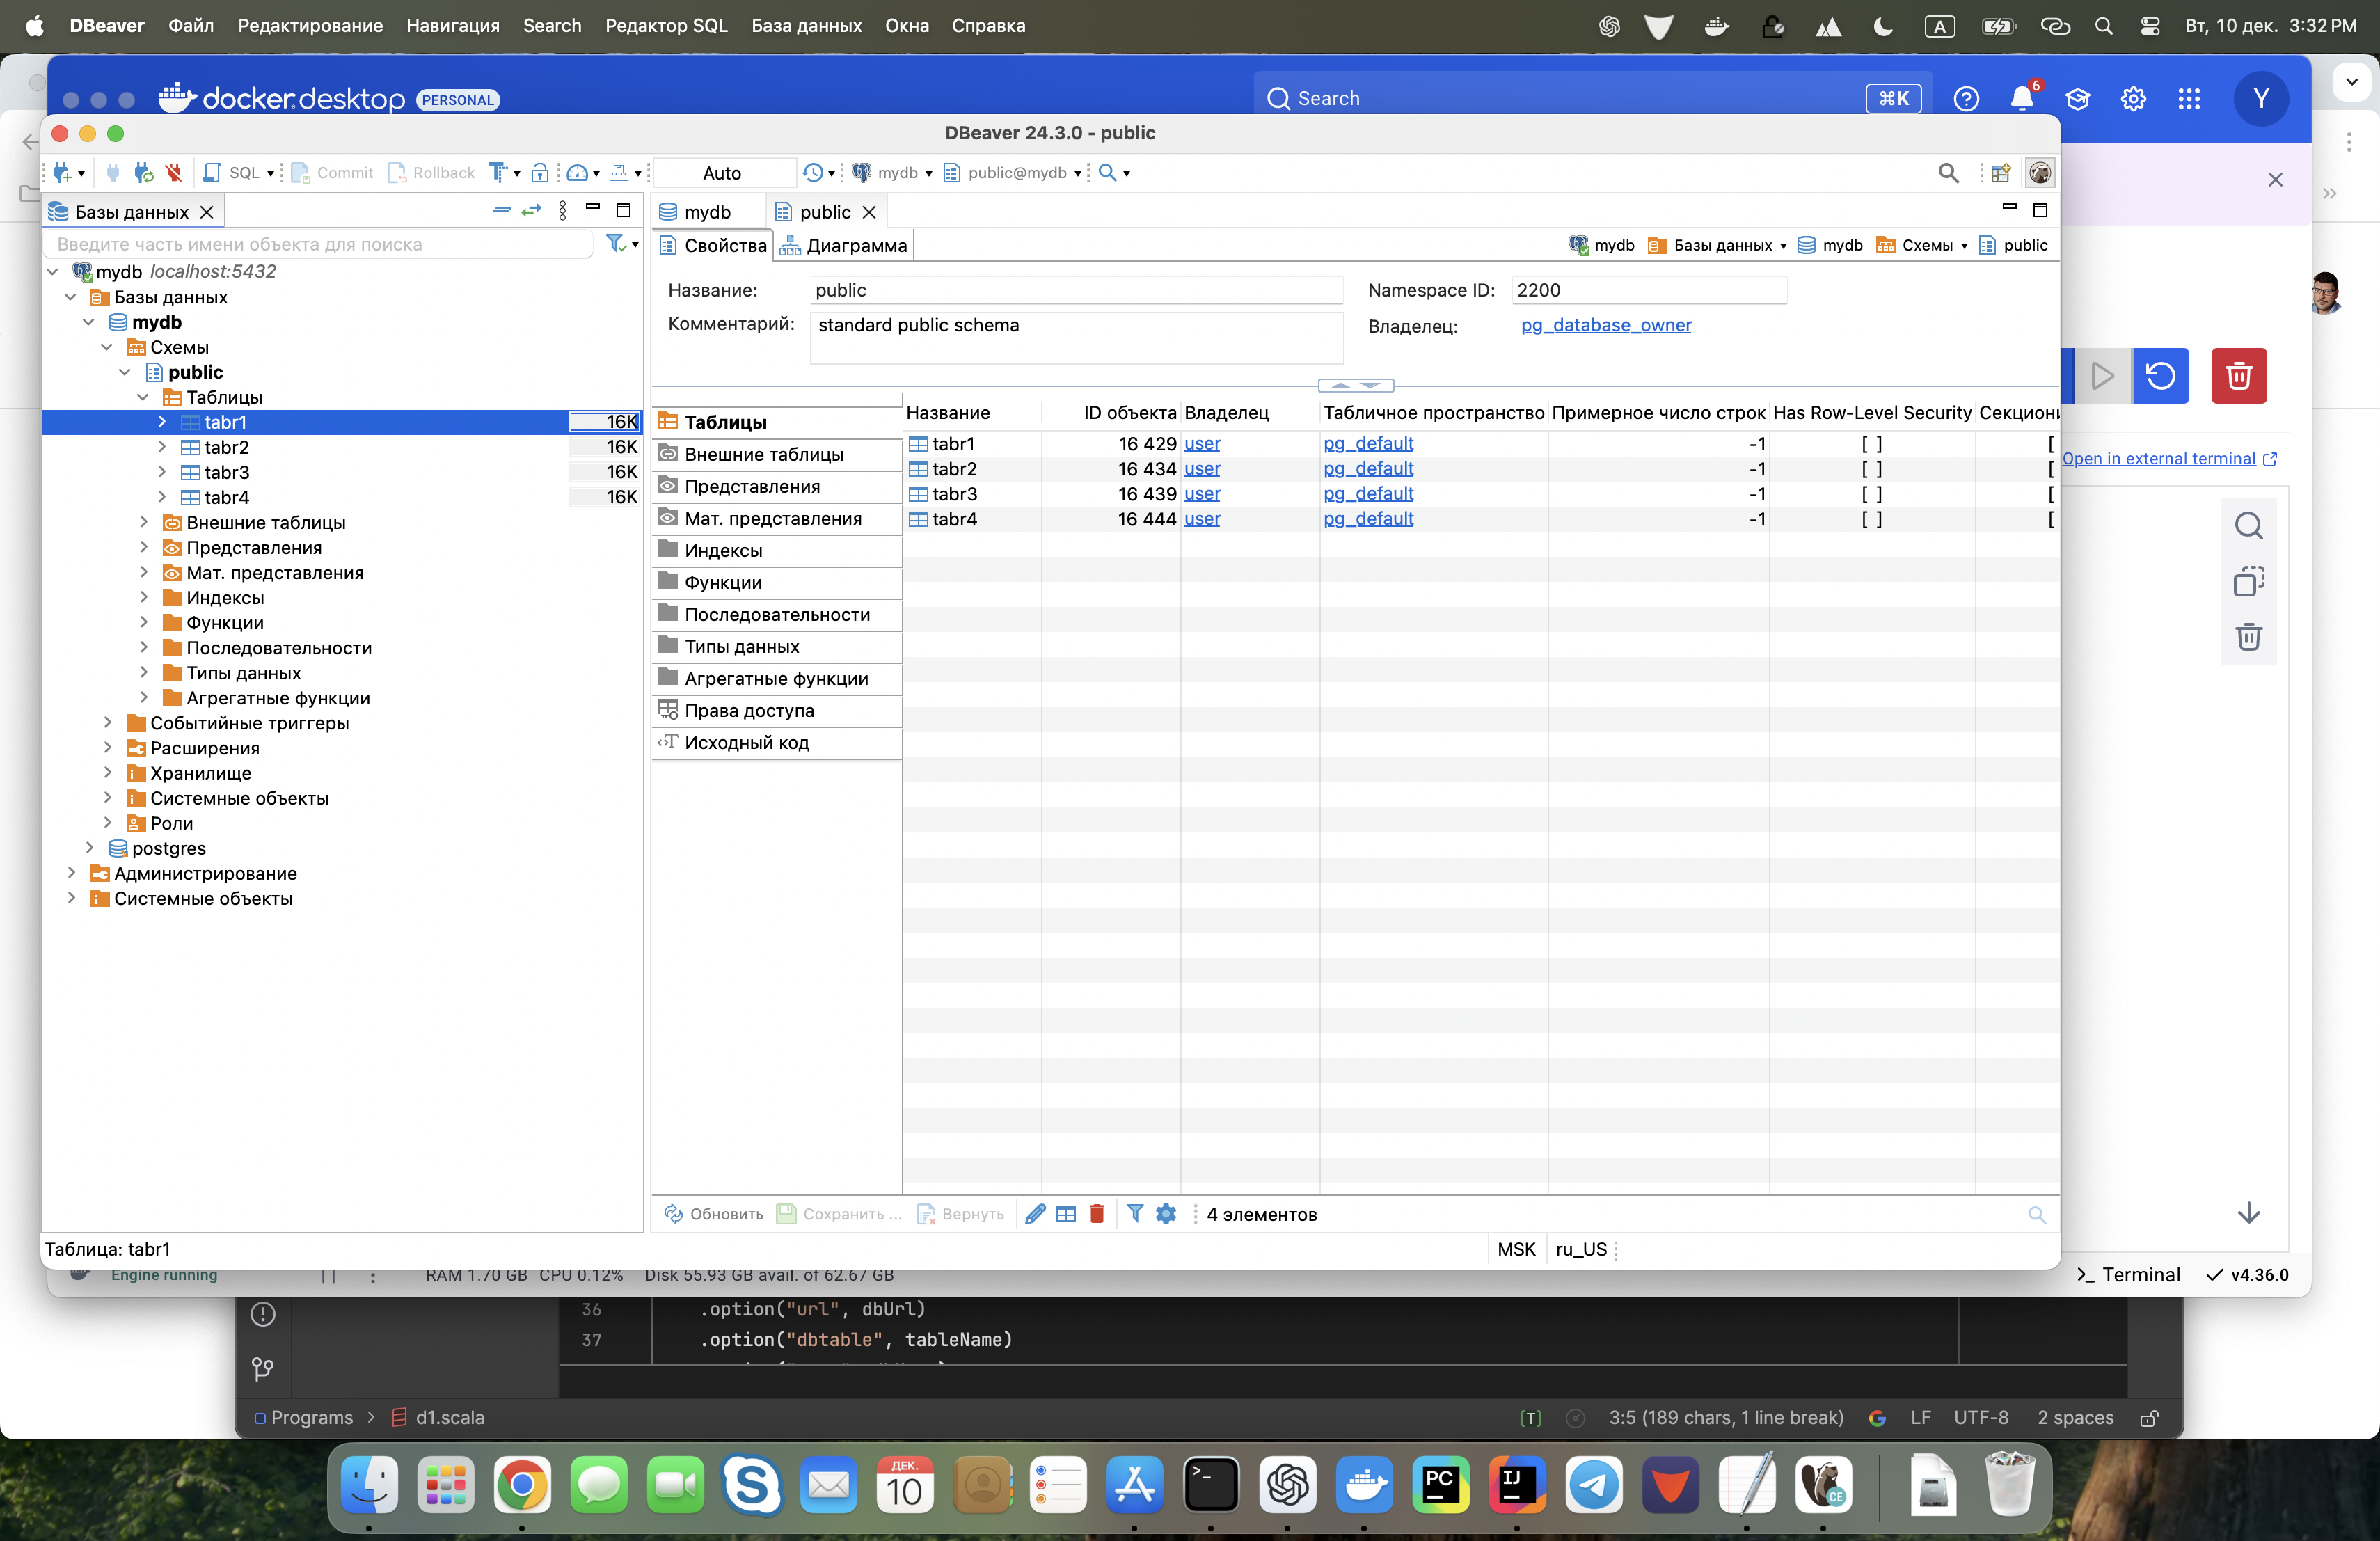 DBeaver Файл Редактирование Навигация Search Редактор SQL База данных Окна Справка A Вт, 10 дек. 3:32 PM
docker.desktop PERSONAL Search ⌘K 6 Y
DBeaver 24.3.0 - public
SQL Commit Rollback Auto mydb public@mydb
Базы данных mydb public
Введите часть имени объекта для поиска
Свойства Диаграмма mydb Базы данных mydb Схемы public
mydb localhost:5432
Базы данных
mydb
Схемы
public
Таблицы
tabr1 16K
tabr2 16K
tabr3 16K
tabr4 16K
Внешние таблицы
Представления
Мат. представления
Индексы
Функции
Последовательности
Типы данных
Агрегатные функции
Событийные триггеры
Расширения
Хранилище
Системные объекты
Роли
postgres
Администрирование
Системные объекты
Название: public Namespace ID: 2200
Комментарий: standard public schema Владелец: pg_database_owner
Таблицы
Внешние таблицы
Представления
Мат. представления
Индексы
Функции
Последовательности
Типы данных
Агрегатные функции
Права доступа
Исходный код
Название ID объекта Владелец Табличное пространство Примерное число строк Has Row-Level Security Секциони
tabr1 16 429 user pg_default -1 [ ] [
tabr2 16 434 user pg_default -1 [ ] [
tabr3 16 439 user pg_default -1 [ ] [
tabr4 16 444 user pg_default -1 [ ] [
Open in external terminal
Обновить Сохранить ... Вернуть 4 элементов
Таблица: tabr1 MSK ru_US
Engine running RAM 1.70 GB CPU 0.12% Disk 55.93 GB avail. of 62.67 GB Terminal v4.36.0
36 .option("url", dbUrl)
37 .option("dbtable", tableName)
Programs > d1.scala [T] 3:5 (189 chars, 1 line break) G LF UTF-8 2 spaces
S ДЕК. 10 PC IJ CE